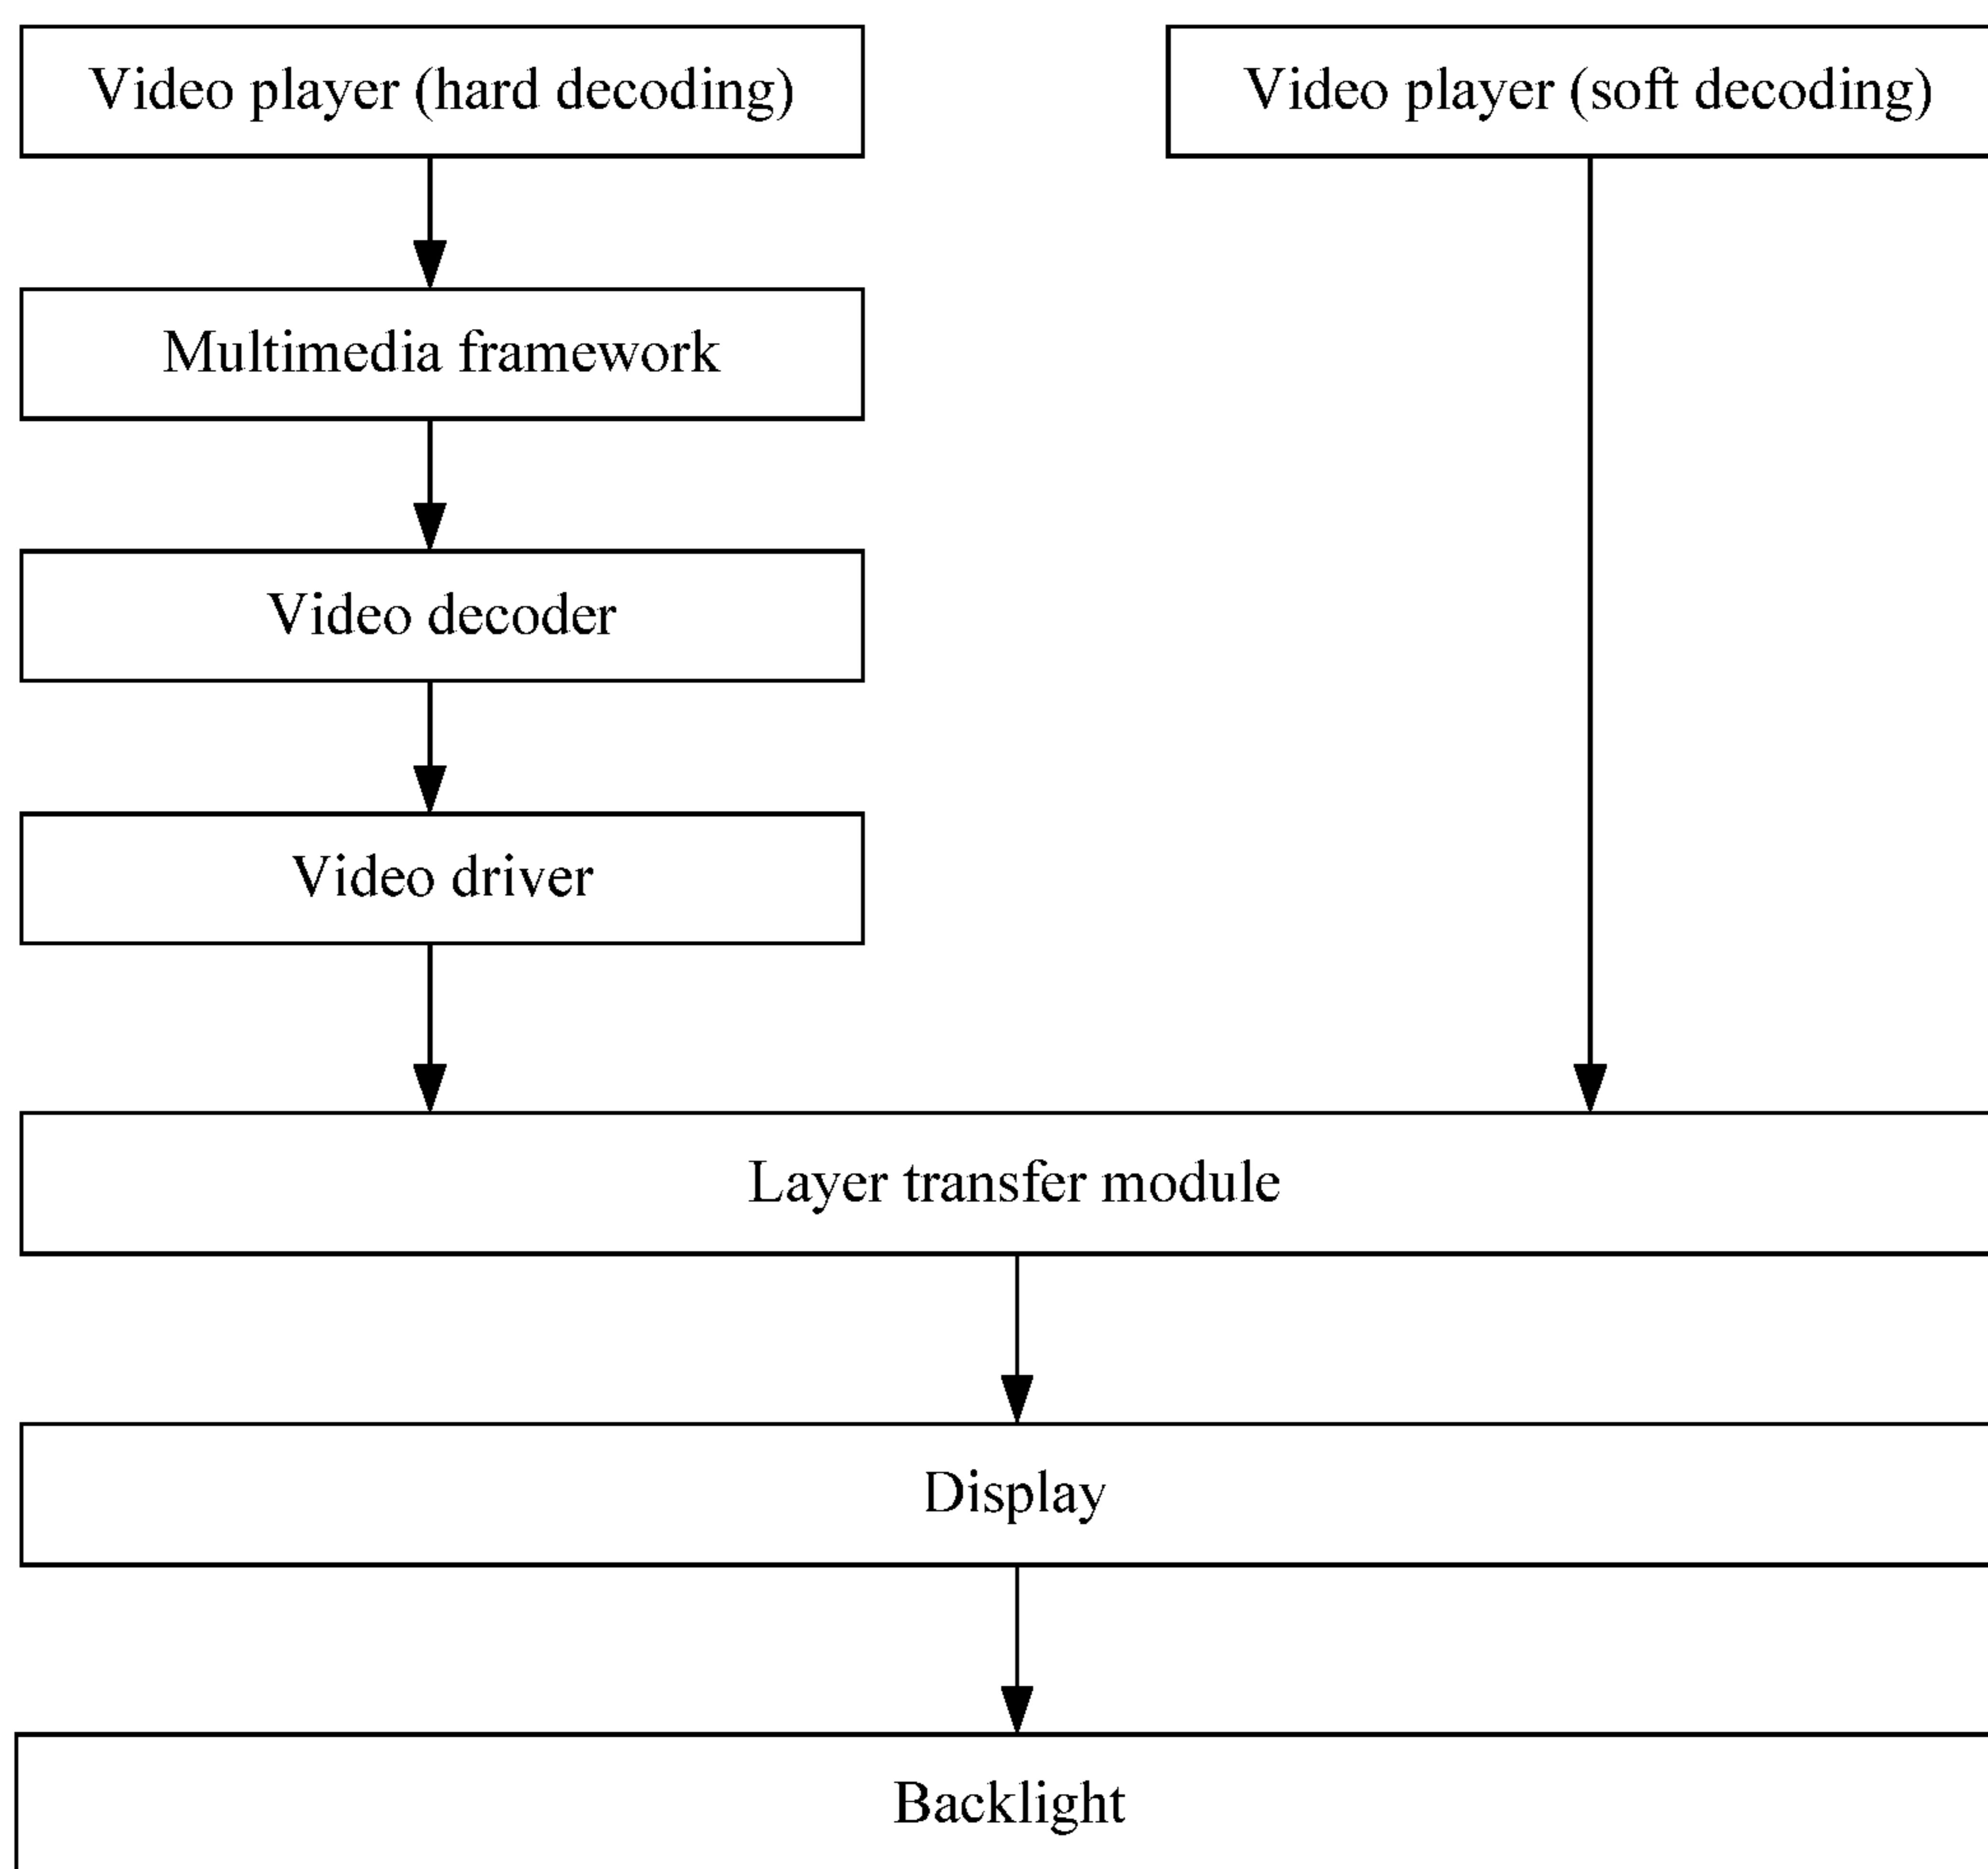 Video player (hard decoding)
Video player (soft decoding)
Multimedia framework
Video decoder
Video driver
Layer transfer module
Display
Backlight